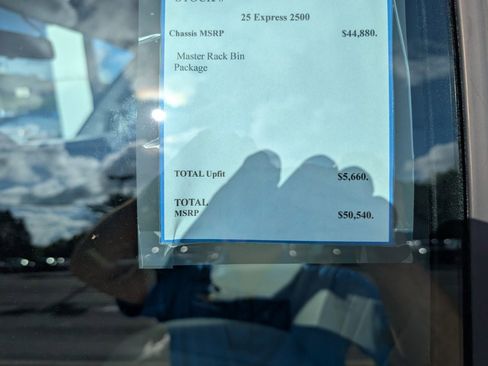 STOCK#
25 Express 2500
Chassis MSRP $44,880.
Master Rack Bin
Package
TOTAL Upfit $5,660.
TOTAL
MSRP $50,540.